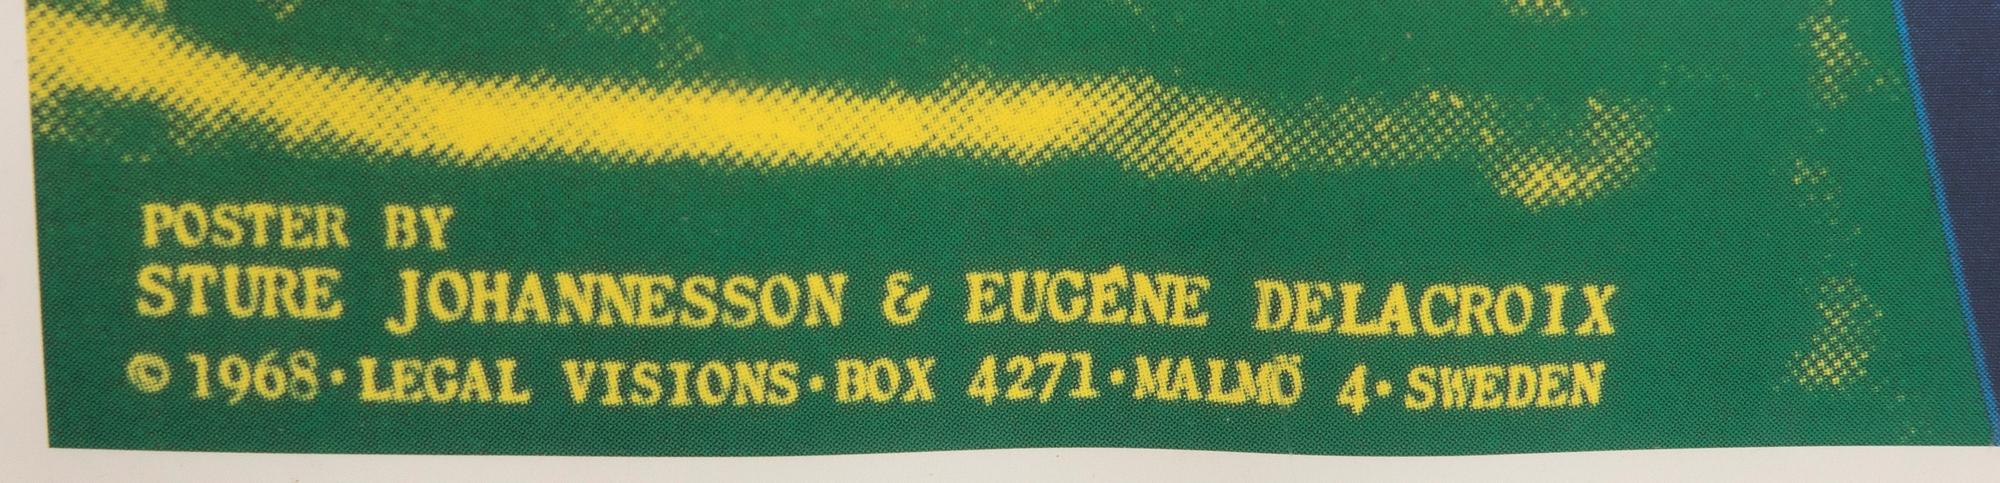 POSTER BY
STURE JOHANNESSON & EUGÉNE DELACROIX
© 1968·LEGAL VISIONS·BOX 4271·MALMÖ 4·SWEDEN